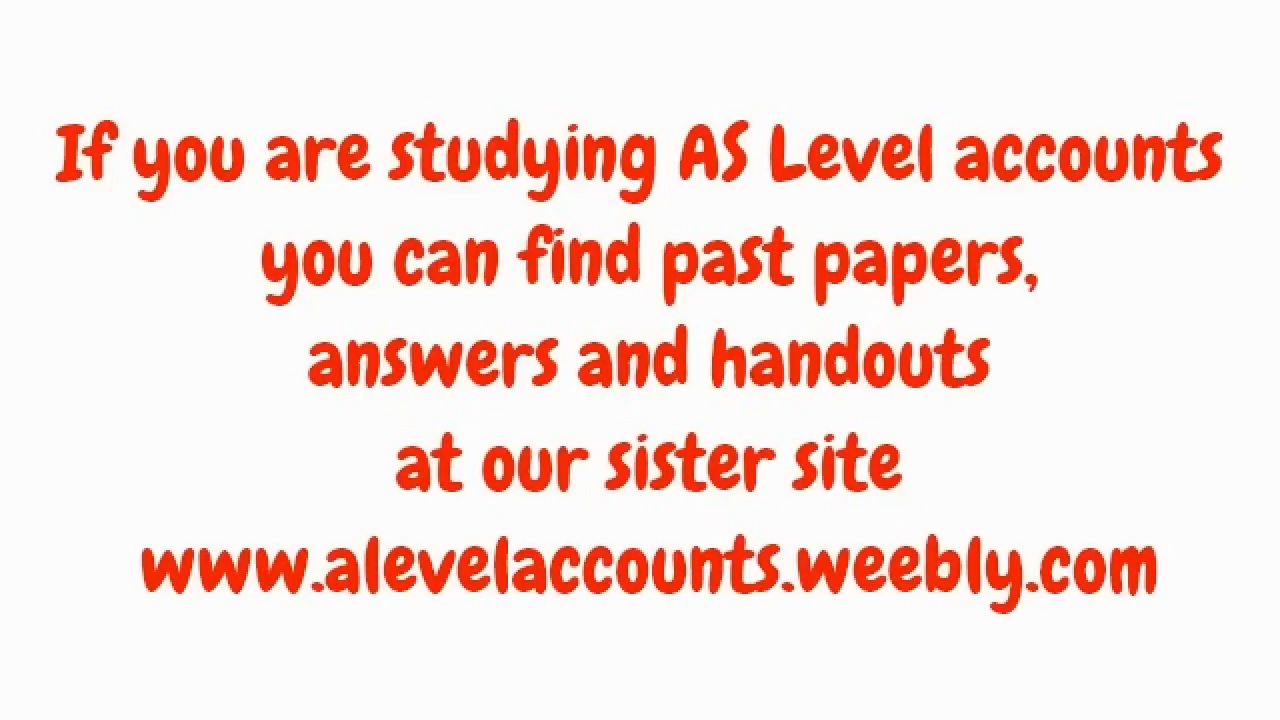 If you are studying AS Level accounts
you can find past papers,
answers and handouts
at our sister site
www.alevelaccounts.weebly.com